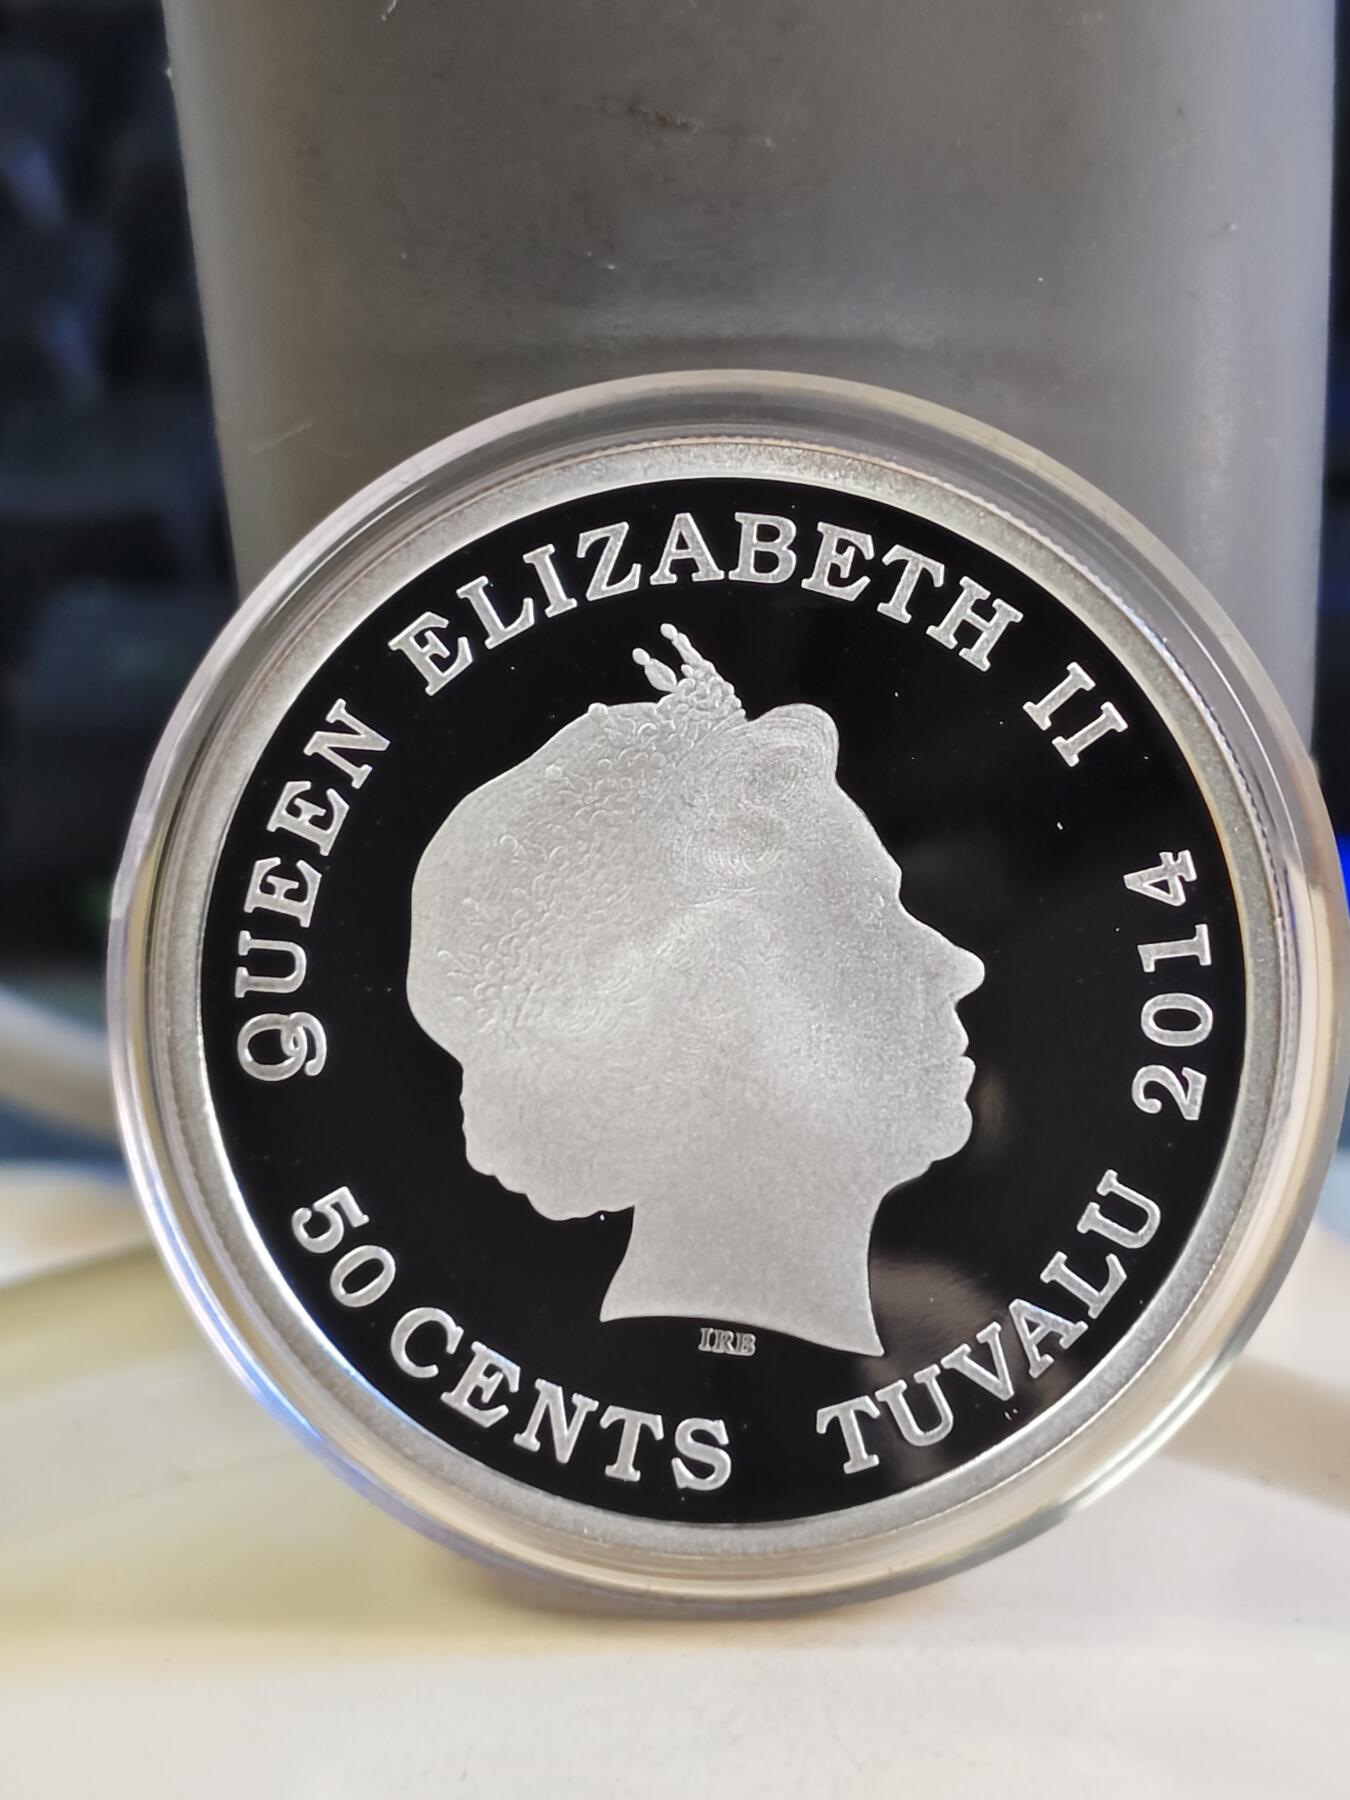 QUEEN ELIZABETH II
50 CENTS TUVALU 2014
IRB